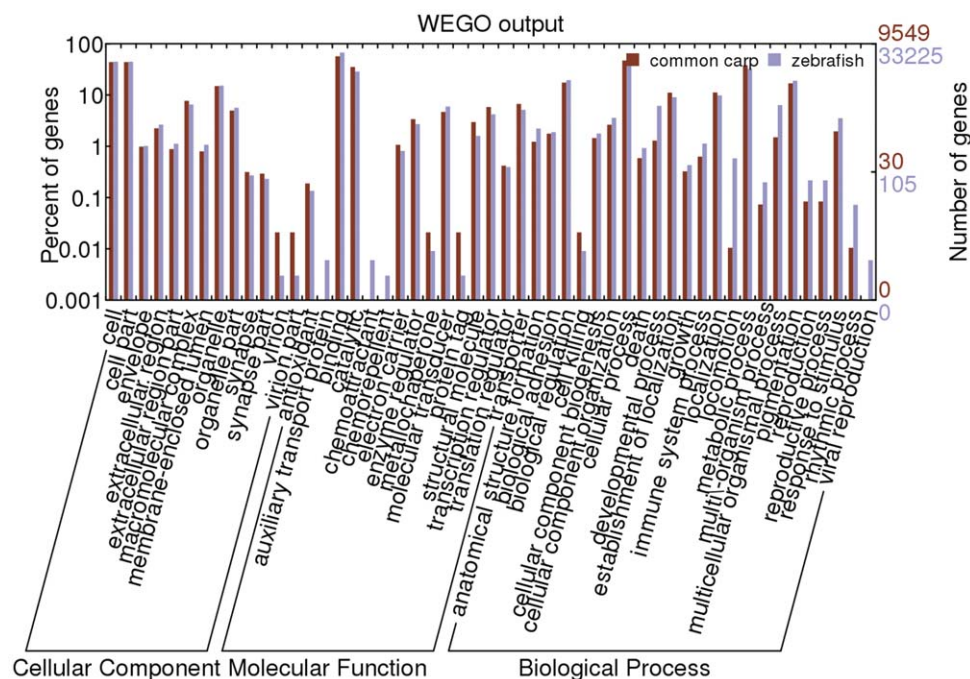 WEGO output
common carp
zebrafish
Percent of genes
100
10
1
0.1
0.01
0.001
9549
33225
30
105
0
0
Number of genes
cell
cell part
envelope
extracellular region
extracellular region part
macromolecular complex
membrane-enclosed lumen
organelle
organelle part
synapse
synapse part
virion
virion part
antioxidant
auxiliary transport protein
binding
catalytic
chemoattractant
chemorepellent
electron carrier
enzyme regulator
metallochaperone
molecular transducer
protein tag
structural molecule
transcription regulator
translation regulator
transporter
anatomical structure formation
biological adhesion
biological regulation
cell killing
cellular component biogenesis
cellular component organization
cellular process
death
developmental process
establishment of localization
growth
immune system process
localization
locomotion
metabolic process
multi\-organism process
multicellular organismal process
pigmentation
reproduction
reproductive process
response to stimulus
rhythmic process
viral reproduction
Cellular Component
Molecular Function
Biological Process